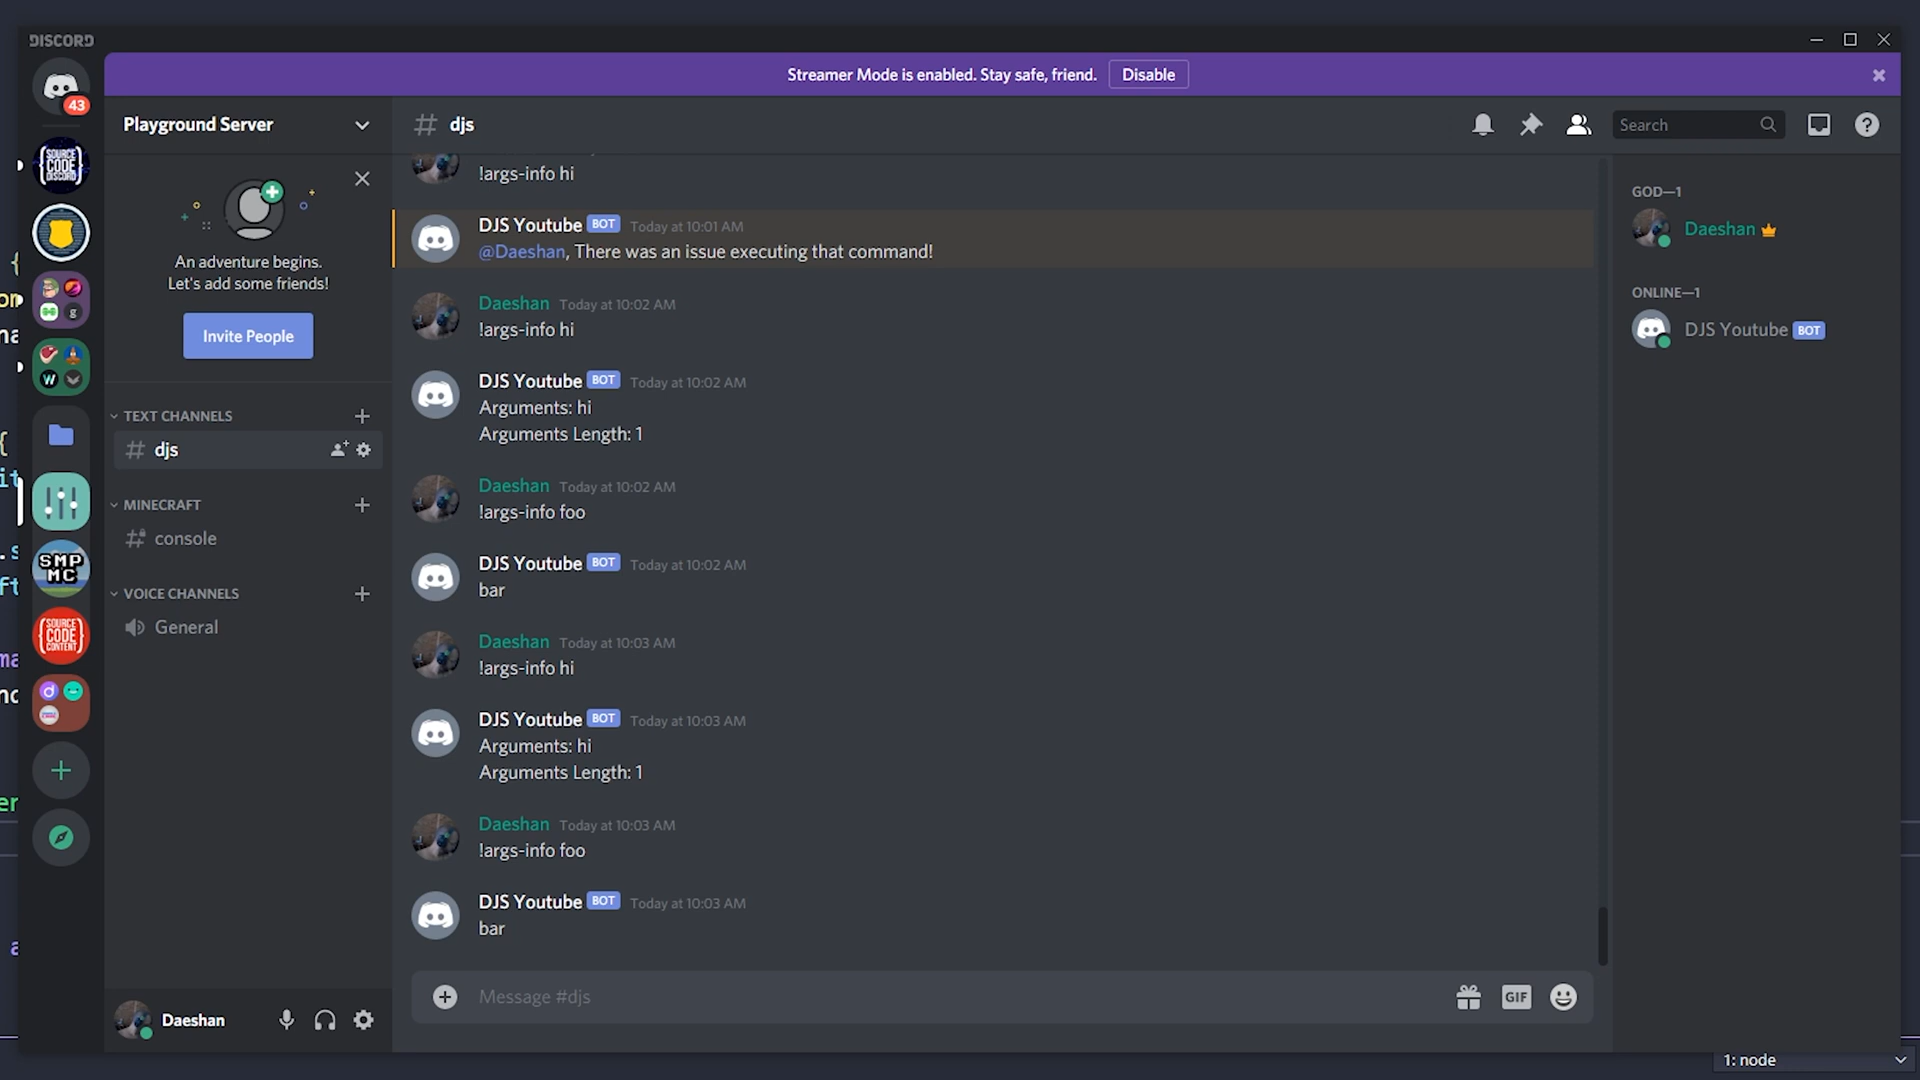 DISCORD
Streamer Mode is enabled. Stay safe, friend. Disable
43
Playground Server
djs
Search
SOURCE
CODE
DISCORD
An adventure begins.
Let's add some friends!
Invite People
g
W
TEXT CHANNELS
djs
MINECRAFT
console
SMP
MC
VOICE CHANNELS
General
SOURCE
CODE
CONTENT
d
!args-info hi
DJS Youtube BOT Today at 10:01 AM
@Daeshan, There was an issue executing that command!
Daeshan Today at 10:02 AM
!args-info hi
DJS Youtube BOT Today at 10:02 AM
Arguments: hi
Arguments Length: 1
Daeshan Today at 10:02 AM
!args-info foo
DJS Youtube BOT Today at 10:02 AM
bar
Daeshan Today at 10:03 AM
!args-info hi
DJS Youtube BOT Today at 10:03 AM
Arguments: hi
Arguments Length: 1
Daeshan Today at 10:03 AM
!args-info foo
DJS Youtube BOT Today at 10:03 AM
bar
Message #djs
GIF
Daeshan
GOD—1
Daeshan
ONLINE—1
DJS Youtube BOT
1: node